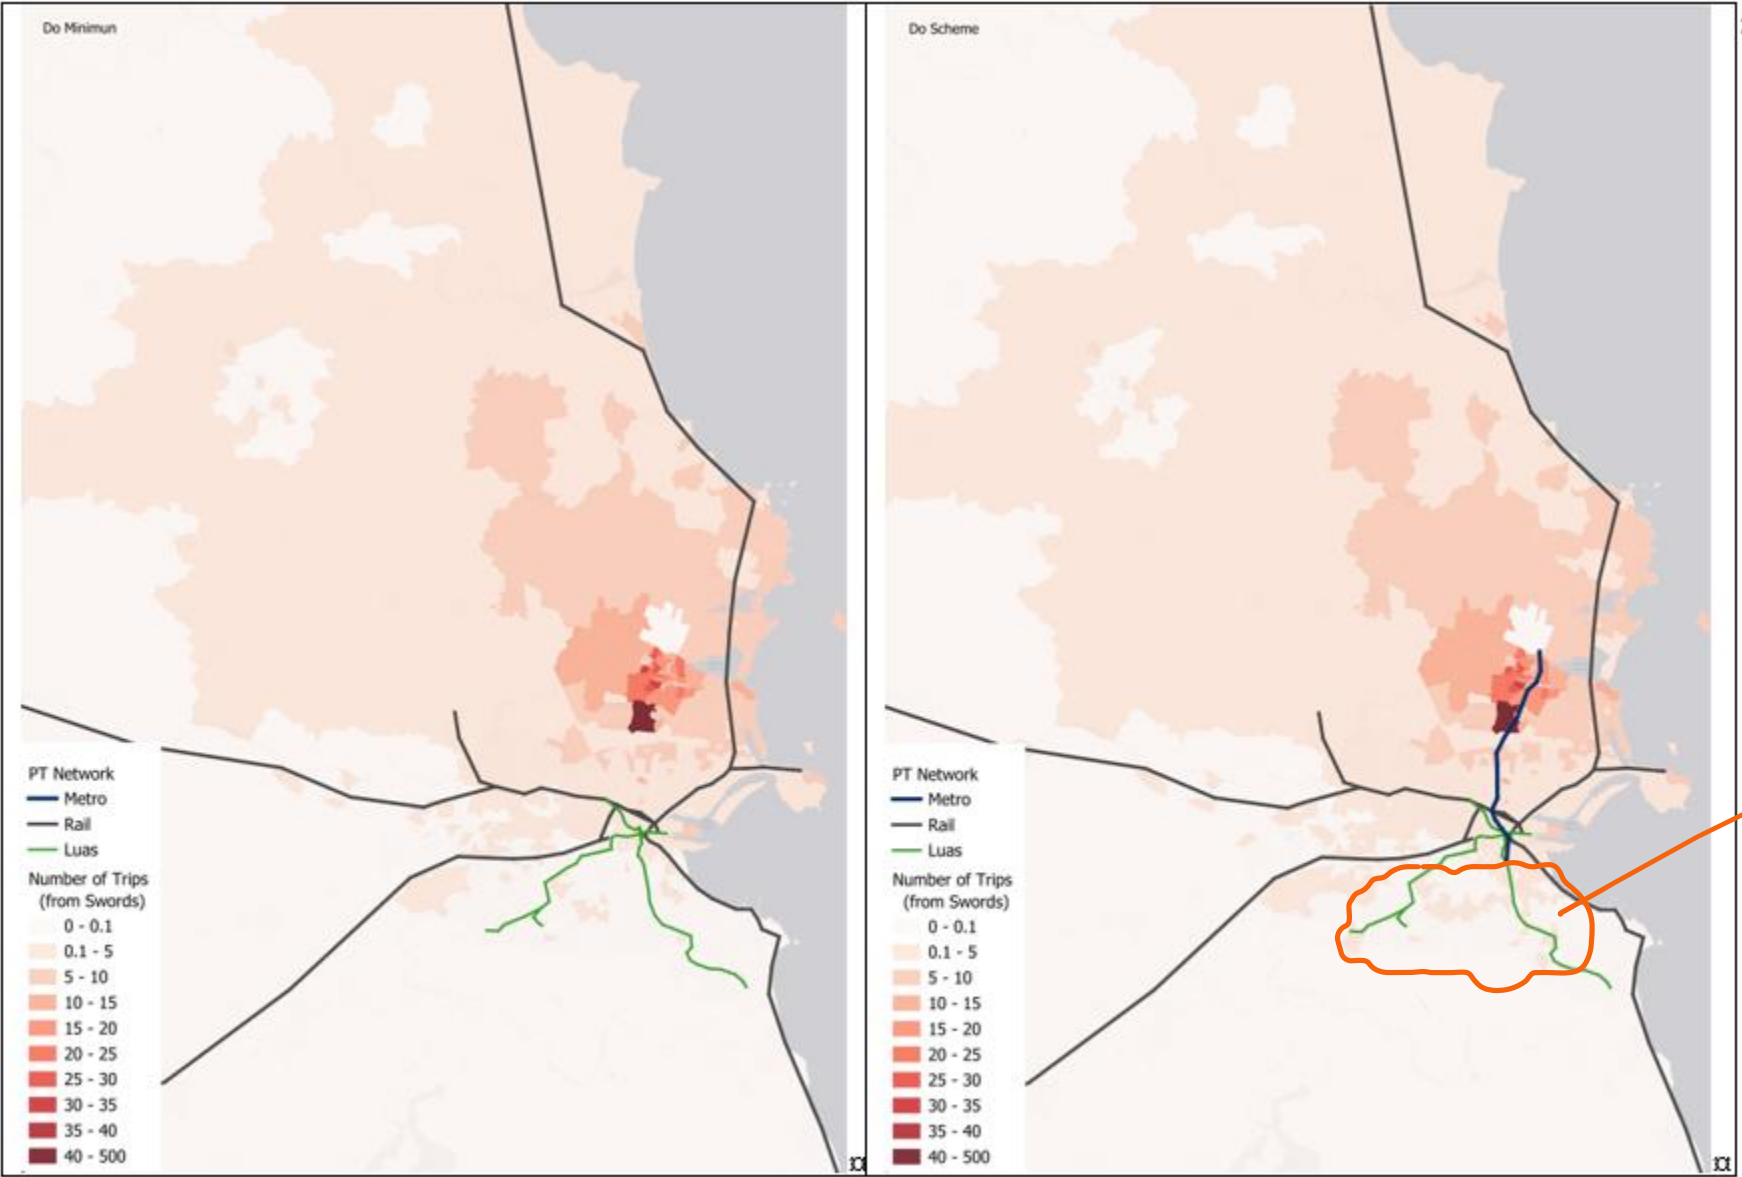 Do Minimun
PT Network
Metro
Rail
Luas
Number of Trips
(from Swords)
0 - 0.1
0.1 - 5
5 - 10
10 - 15
15 - 20
20 - 25
25 - 30
30 - 35
35 - 40
40 - 500
Do Scheme
PT Network
Metro
Rail
Luas
Number of Trips
(from Swords)
0 - 0.1
0.1 - 5
5 - 10
10 - 15
15 - 20
20 - 25
25 - 30
30 - 35
35 - 40
40 - 500